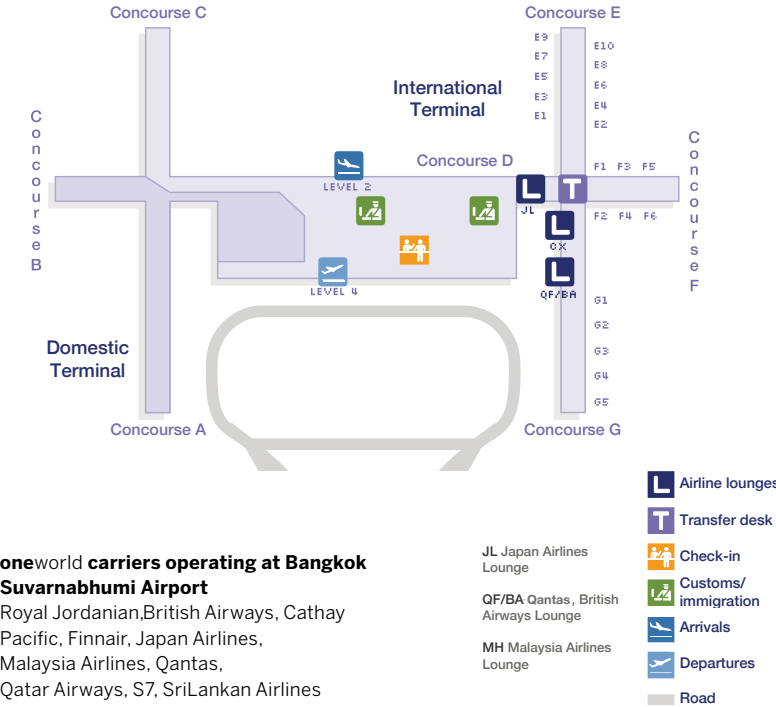 Concourse C
Concourse E
E9
E10
E7
E8
E5
E6
E3
E4
E1
E2
International
Terminal
Concourse B
Concourse D
Concourse F
F1 F3 F5
LEVEL 2
L
T
JL
F2 F4 F6
L
CX
L
QF/BA
LEVEL 4
G1
G2
G3
G4
G5
Domestic
Terminal
Concourse A
Concourse G
L Airline lounges
T Transfer desk
Check-in
Customs/
immigration
Arrivals
Departures
Road
oneworld carriers operating at Bangkok
Suvarnabhumi Airport
Royal Jordanian,British Airways, Cathay
Pacific, Finnair, Japan Airlines,
Malaysia Airlines, Qantas,
Qatar Airways, S7, SriLankan Airlines
JL Japan Airlines
Lounge
QF/BA Qantas, British
Airways Lounge
MH Malaysia Airlines
Lounge